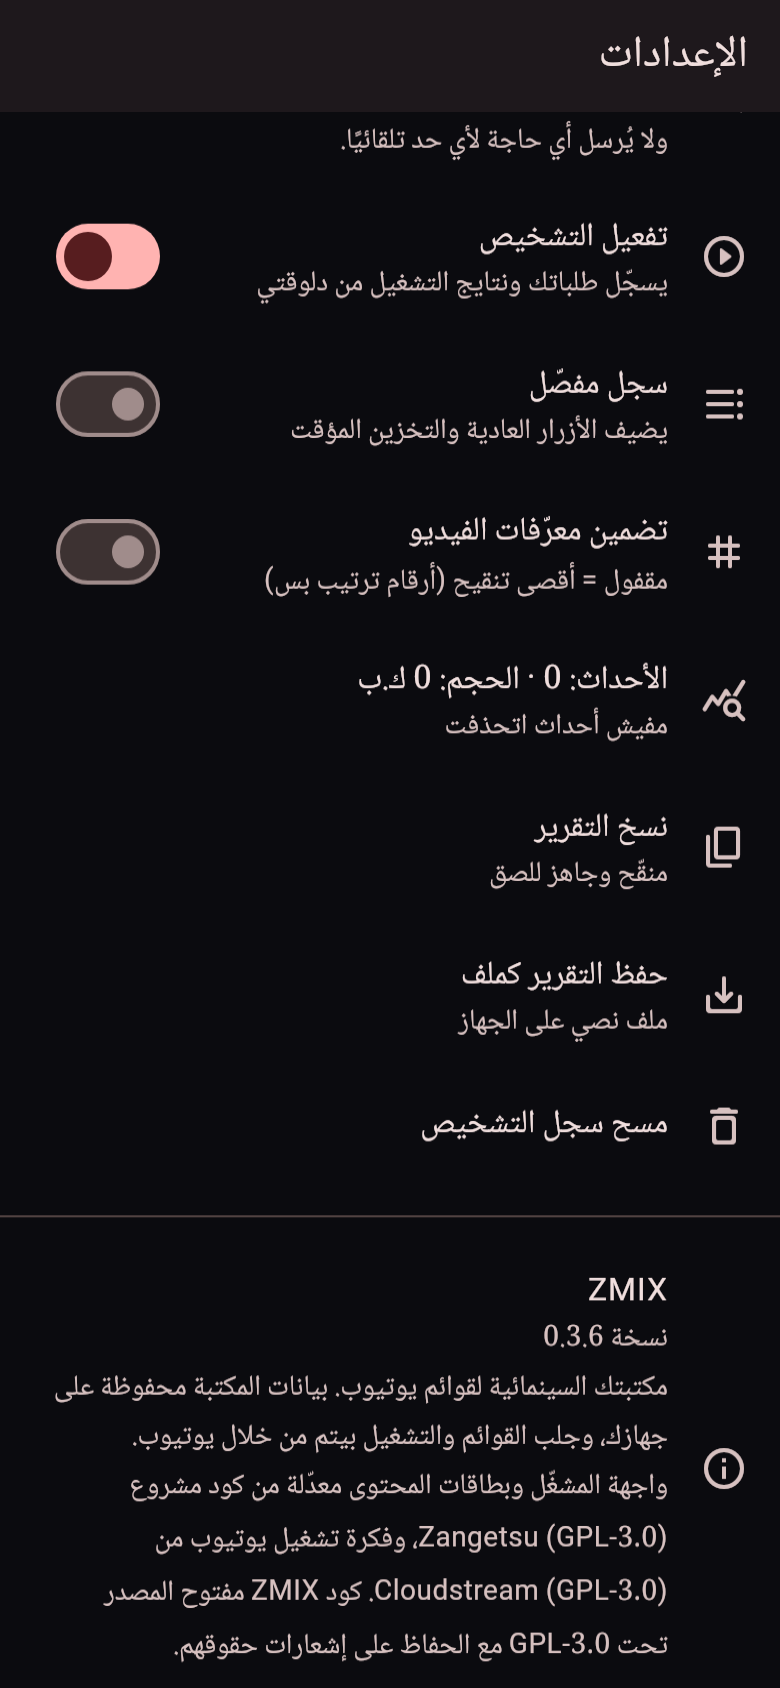 الإعدادات
ولا يُرسل أي حاجة لأي حد تلقائيًا.
تفعيل التشخيص
يسجّل طلباتك ونتايج التشغيل من دلوقتي
سجل مفصّل
يضيف الأزرار العادية والتخزين المؤقت
تضمين معرّفات الفيديو
مقفول = أقصى تنقيح (أرقام ترتيب بس)
الأحداث: 0 · الحجم: 0 ك.ب
مفيش أحداث اتحذفت
نسخ التقرير
منقّح وجاهز للصق
حفظ التقرير كملف
ملف نصي على الجهاز
مسح سجل التشخيص
ZMIX
نسخة 0.3.6
مكتبتك السينمائية لقوائم يوتيوب. بيانات المكتبة محفوظة على
جهازك، وجلب القوائم والتشغيل بيتم من خلال يوتيوب.
واجهة المشغّل وبطاقات المحتوى معدّلة من كود مشروع
Zangetsu (GPL-3.0)، وفكرة تشغيل يوتيوب من
Cloudstream (GPL-3.0). كود ZMIX مفتوح المصدر
تحت GPL-3.0 مع الحفاظ على إشعارات حقوقهم.